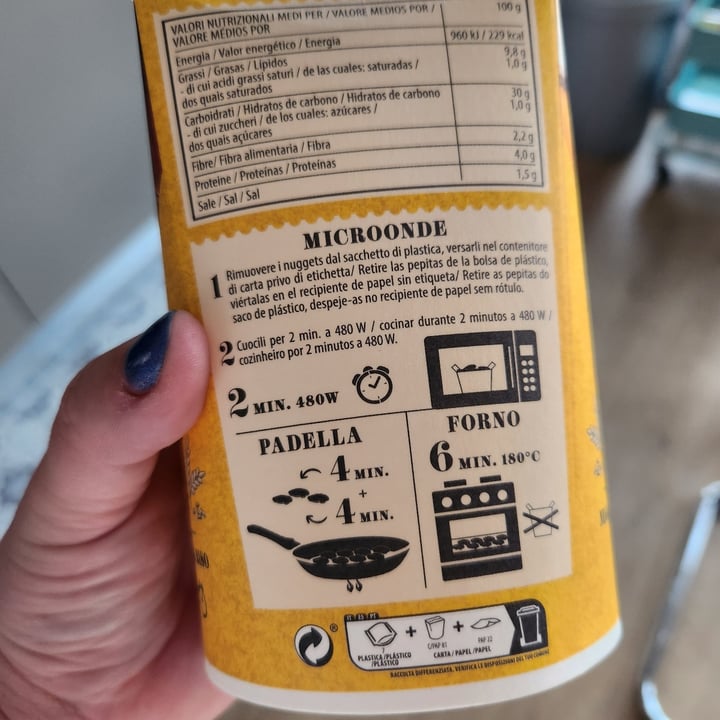 VALORI NUTRIZIONALI MEDI PER / VALORE MEDIOS POR / 100 g
VALORE MEDIOS POR
Energia / Valor energético / Energia 960 kJ / 229 kcal
Grassi / Grasas / Lípidos 9,8 g
- di cui acidi grassi saturi / de las cuales: saturadas / 1,0 g
dos quais saturados
Carboidrati / Hidratos de carbono / Hidratos de carbono 30 g
- di cui zuccheri / de los cuales: azúcares / 1,0 g
dos quais açúcares
Fibre/ Fibra alimentaria / Fibra 2,2 g
Proteine / Proteínas / Proteínas 4,0 g
Sale / Sal / Sal 1,5 g
MICROONDE
1 Rimuovere i nuggets dal sacchetto di plastica, versarli nel contenitore
di carta privo di etichetta/ Retire las pepitas de la bolsa de plástico,
viértalas en el recipiente de papel sin etiqueta/ Retire as pepitas do
saco de plástico, despeje-as no recipiente de papel sem rótulo.
2 Cuocili per 2 min. a 480 W / cocinar durante 2 minutos a 480 W /
cozinheiro por 2 minutos a 480 W.
2 MIN. 480W
PADELLA
4 MIN.
+
4 MIN.
FORNO
6 MIN. 180°C
®
IT ES PT
7
PLASTICA /PLÁSTICO
/PLÁSTICO
+
C/PAP 81
+
PAP 22
CARTA / PAPEL /PAPEL
RACCOLTA DIFFERENZIATA. VERIFICA LE DISPOSIZIONI DEL TUO COMUNE